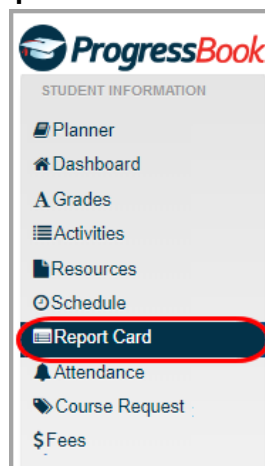 ProgressBook
STUDENT INFORMATION
Planner
Dashboard
Grades
Activities
Resources
Schedule
Report Card
Attendance
Course Request
Fees